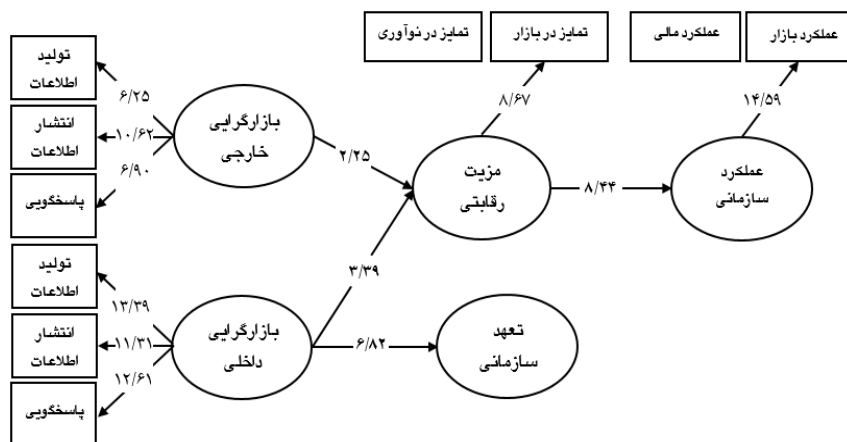 عملکرد بازار
عملکرد مالی
تمایز در بازار
تمایز در نوآوری
تولید
اطلاعات
۶/۲۵
۸/۶۷
۱۴/۵۹
انتشار
اطلاعات
۱۰/۶۲
بازارگرایی
خارجی
۲/۲۵
مزیت
رقابتی
۸/۴۴
عملکرد
سازمانی
۶/۹۰
پاسخگویی
تولید
اطلاعات
۱۳/۳۹
۳/۳۹
انتشار
اطلاعات
۱۱/۳۱
بازارگرایی
داخلی
۶/۸۲
تعهد
سازمانی
۱۲/۶۱
پاسخگویی